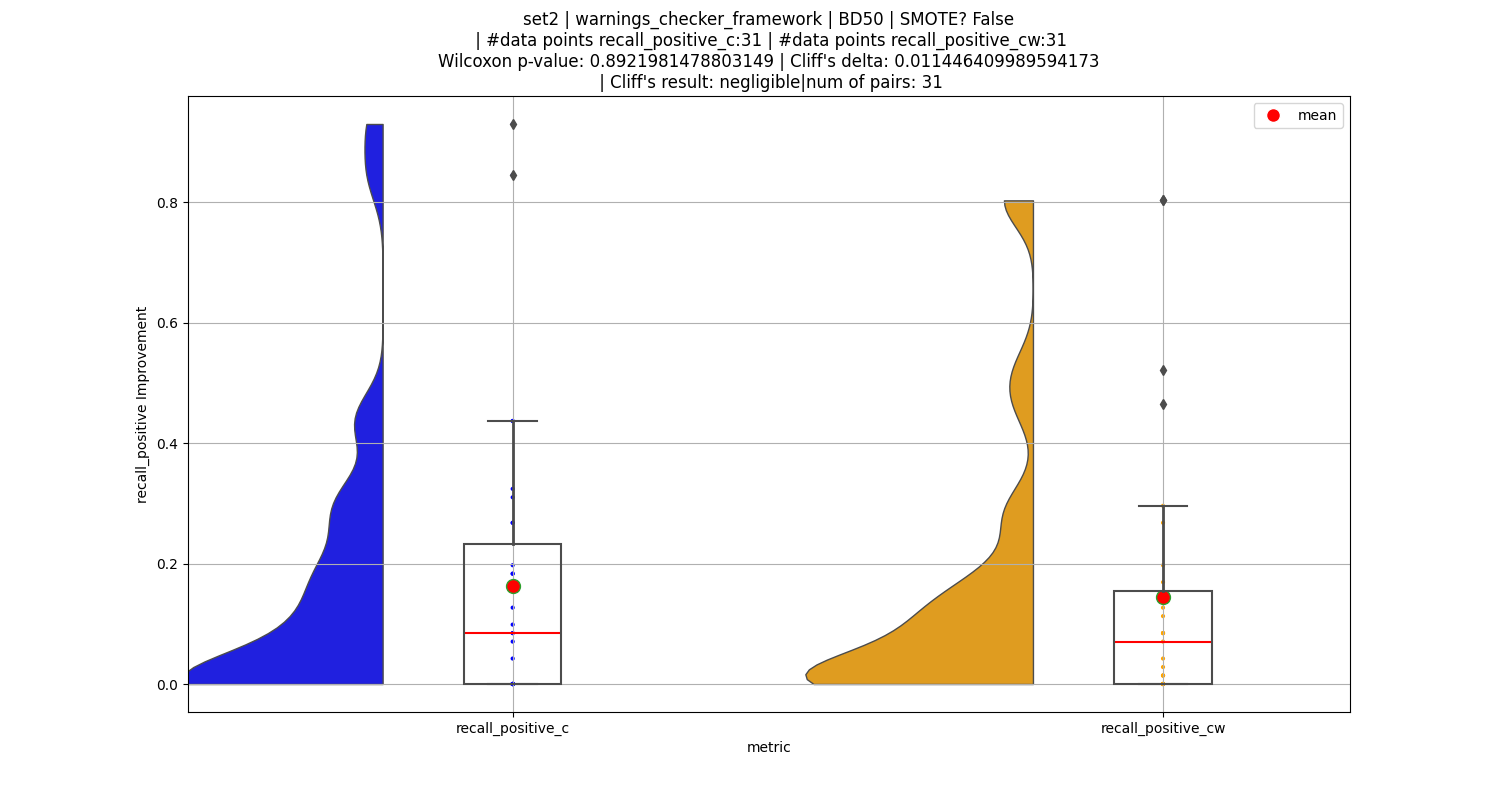 set2 | warnings_checker_framework | BD50 | SMOTE? False
| #data points recall_positive_c:31 | #data points recall_positive_cw:31
Wilcoxon p-value: 0.8921981478803149 | Cliff's delta: 0.011446409989594173
| Cliff's result: negligible|num of pairs: 31
mean
0.8
0.6
0.4
0.2
0.0
recall_positive Improvement
recall_positive_c
recall_positive_cw
metric